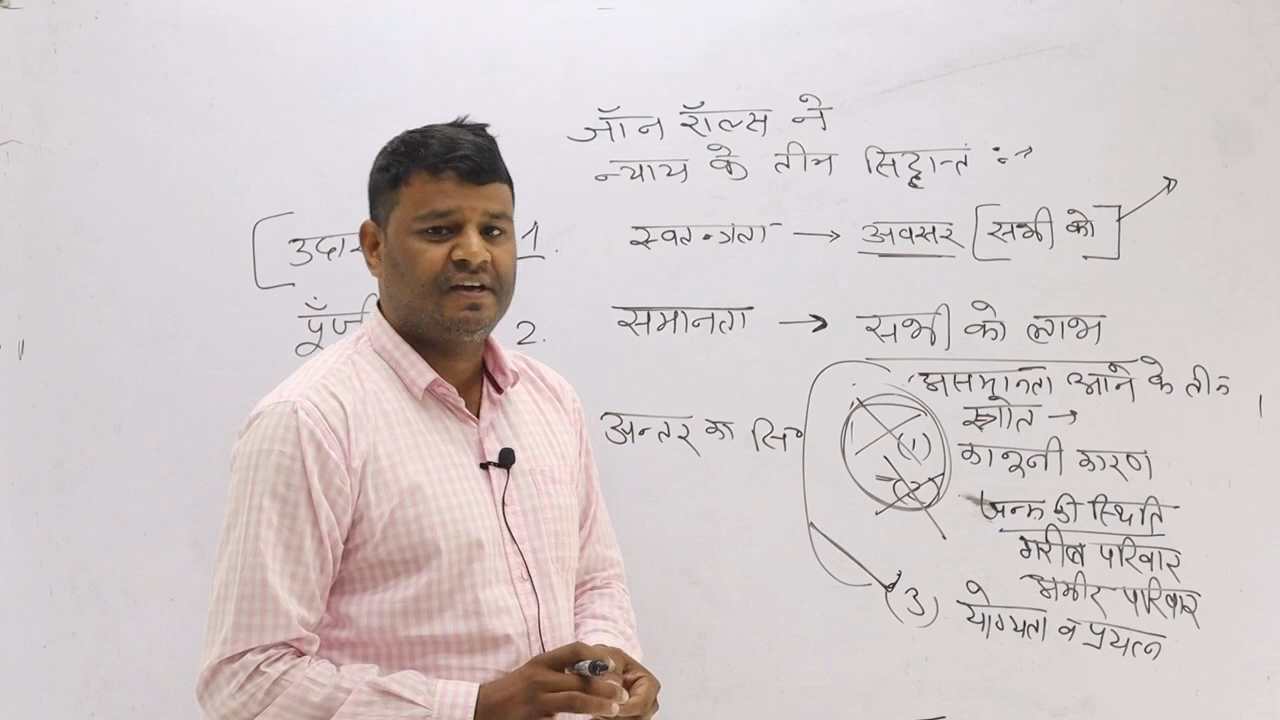 जॉन रॉल्स ने
न्याय के तीन सिद्धान्त :→
1. स्वतन्त्रता → अवसर [सभी को]
2. समानता → सभी को लाभ
असमानता आने के तीन
स्त्रोत →
अन्तर का
(1) कानूनी कारण
(2) जन्म की स्थिति
गरीब परिवार
अमीर परिवार
(3) योग्यता व प्रयत्न